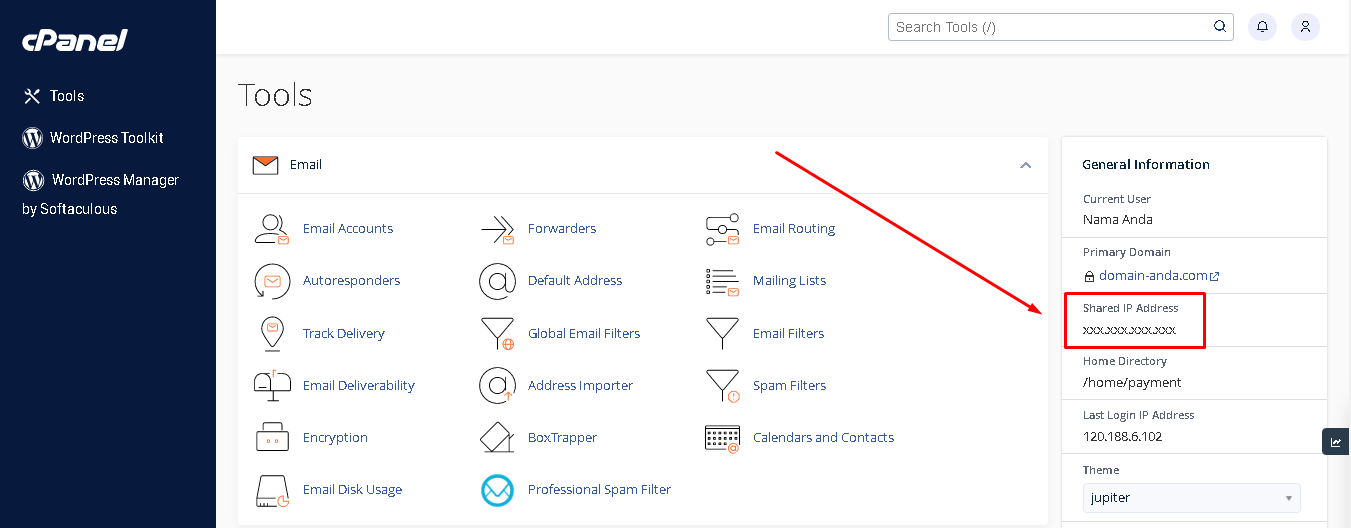 cPanel
Search Tools (/)
Tools
WordPress Toolkit
WordPress Manager
by Softaculous
Tools
Email
Email Accounts
Forwarders
Email Routing
Autoresponders
Default Address
Mailing Lists
Track Delivery
Global Email Filters
Email Filters
Email Deliverability
Address Importer
Spam Filters
Encryption
BoxTrapper
Calendars and Contacts
Email Disk Usage
Professional Spam Filter
General Information
Current User
Nama Anda
Primary Domain
domain-anda.com
Shared IP Address
xxx.xxx.xxx.xxx
Home Directory
/home/payment
Last Login IP Address
120.188.6.102
Theme
jupiter